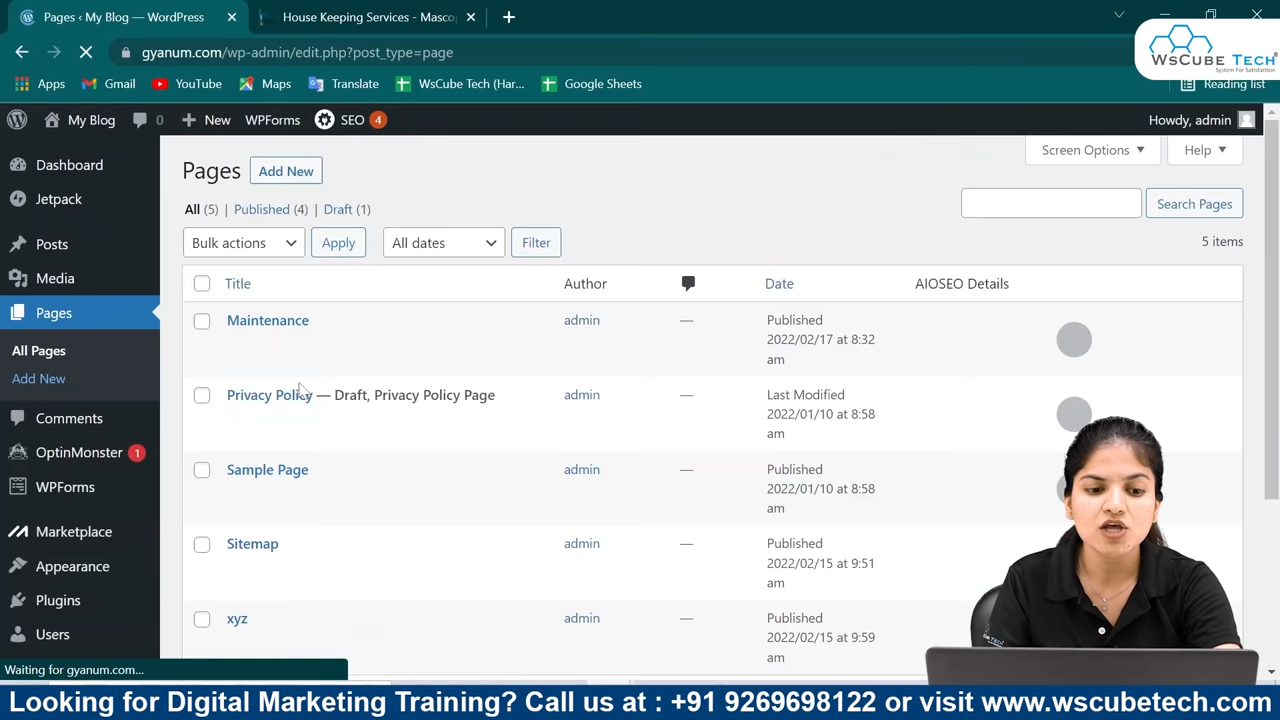 Pages ‹ My Blog — WordPress
House Keeping Services - Masco
gyanum.com/wp-admin/edit.php?post_type=page
WsCube Tech
System For Satisfaction
Apps
Gmail
YouTube
Maps
Translate
WsCube Tech (Har...
Google Sheets
Reading list
My Blog
0
New
WPForms
SEO
4
Howdy, admin
Dashboard
Jetpack
Posts
Media
Pages
All Pages
Add New
Comments
OptinMonster
1
WPForms
Marketplace
Appearance
Plugins
Users
Pages
Add New
Screen Options
Help
All (5) | Published (4) | Draft (1)
Search Pages
Bulk actions
Apply
All dates
Filter
5 items
Title
Author
Date
AIOSEO Details
Maintenance
admin
—
Published
2022/02/17 at 8:32
am
Privacy Policy — Draft, Privacy Policy Page
admin
—
Last Modified
2022/01/10 at 8:58
am
Sample Page
admin
—
Published
2022/01/10 at 8:58
am
Sitemap
admin
—
Published
2022/02/15 at 9:51
am
xyz
admin
—
Published
2022/02/15 at 9:59
am
Waiting for gyanum.com...
Looking for Digital Marketing Training? Call us at : +91 9269698122 or visit www.wscubetech.com